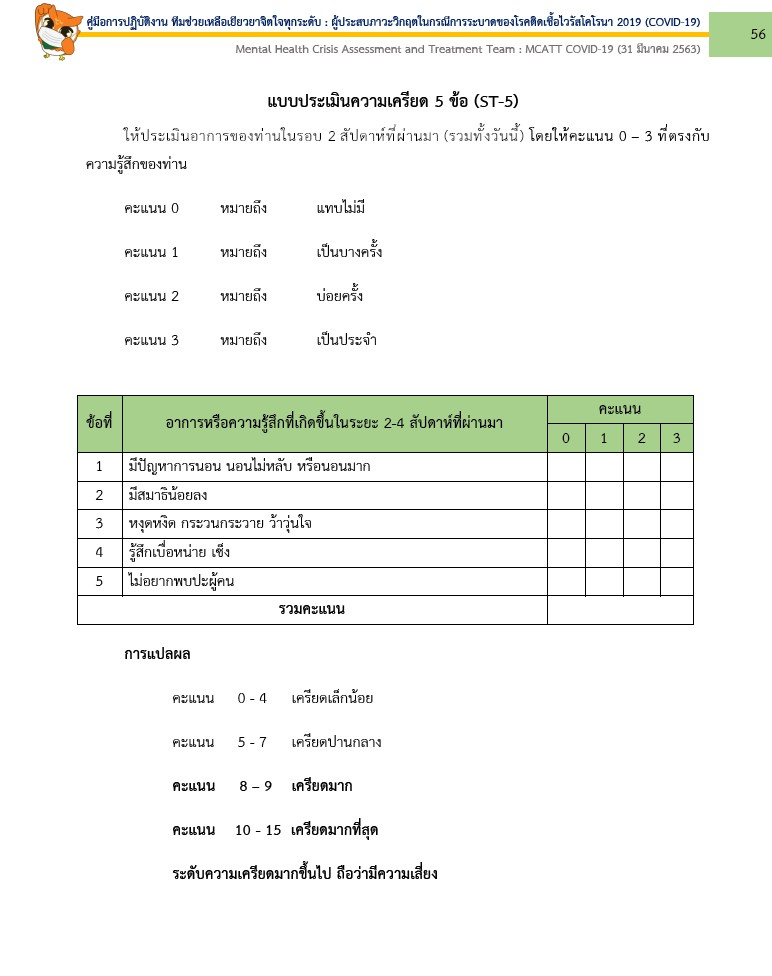 คู่มือการปฏิบัติงาน ทีมช่วยเหลือเยียวยาจิตใจทุกระดับ : ผู้ประสบภาวะวิกฤตในกรณีการระบาดของโรคติดเชื้อไวรัสโคโรนา 2019 (COVID-19)
56
Mental Health Crisis Assessment and Treatment Team : MCATT COVID-19 (31 มีนาคม 2563)
แบบประเมินความเครียด 5 ข้อ (ST-5)
ให้ประเมินอาการของท่านในรอบ 2 สัปดาห์ที่ผ่านมา (รวมทั้งวันนี้) โดยให้คะแนน 0 – 3 ที่ตรงกับ
ความรู้สึกของท่าน
คะแนน 0 หมายถึง แทบไม่มี
คะแนน 1 หมายถึง เป็นบางครั้ง
คะแนน 2 หมายถึง บ่อยครั้ง
คะแนน 3 หมายถึง เป็นประจำ
ข้อที่ อาการหรือความรู้สึกที่เกิดขึ้นในระยะ 2-4 สัปดาห์ที่ผ่านมา คะแนน
0 1 2 3
1 มีปัญหาการนอน นอนไม่หลับ หรือนอนมาก
2 มีสมาธิน้อยลง
3 หงุดหงิด กระวนกระวาย ว้าวุ่นใจ
4 รู้สึกเบื่อหน่าย เซ็ง
5 ไม่อยากพบปะผู้คน
รวมคะแนน
การแปลผล
คะแนน 0 - 4 เครียดเล็กน้อย
คะแนน 5 - 7 เครียดปานกลาง
คะแนน 8 – 9 เครียดมาก
คะแนน 10 - 15 เครียดมากที่สุด
ระดับความเครียดมากขึ้นไป ถือว่ามีความเสี่ยง